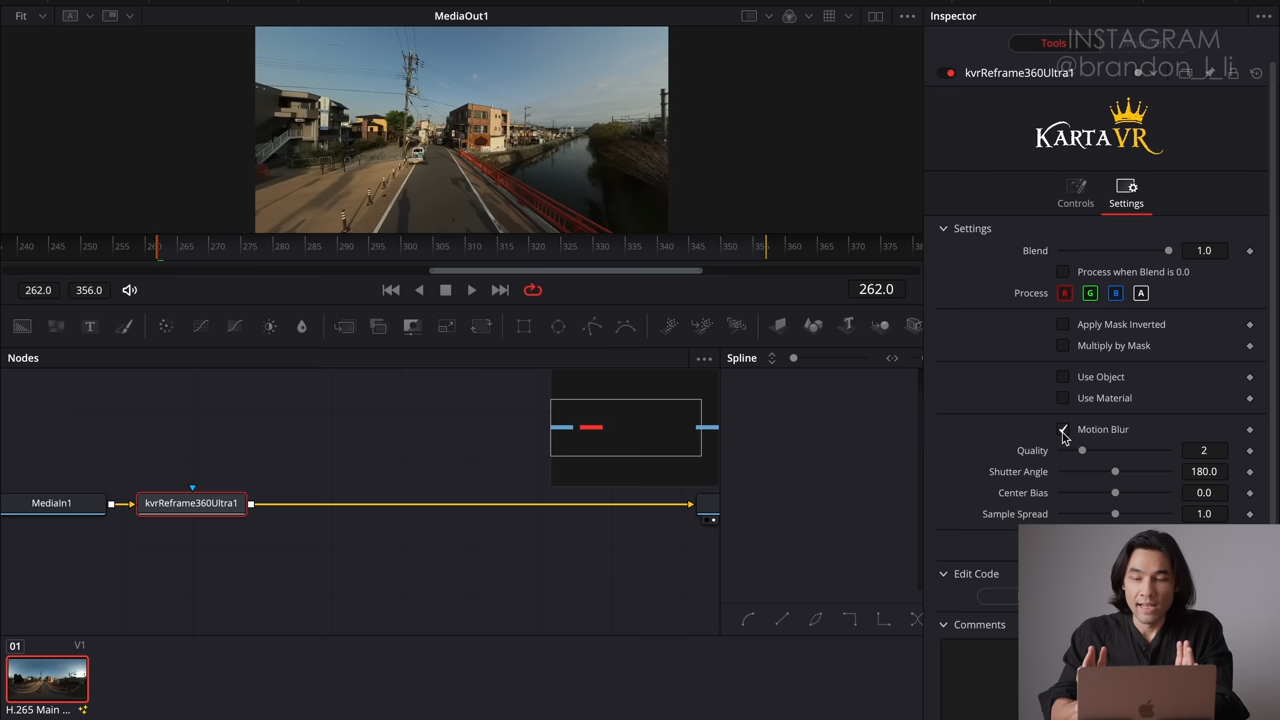 Fit
A
MediaOut1
Inspector
INSTAGRAM
@brandon_l_li
Tools
kvrReframe360Ultra1
KARTAVR
Controls
Settings
Settings
Blend
1.0
Process when Blend is 0.0
Process
R
G
B
A
Apply Mask Inverted
Multiply by Mask
Use Object
Use Material
Motion Blur
Quality
2
Shutter Angle
180.0
Center Bias
0.0
Sample Spread
1.0
Edit Code
Comments
240 245 250 255 260 265 270 275 280 285 290 295 300 305 310 315 320 325 330 335 340 345 350 355 360 365 370 375
262.0
356.0
262.0
T
Nodes
Spline
MediaIn1
kvrReframe360Ultra1
01
V1
H.265 Main ...